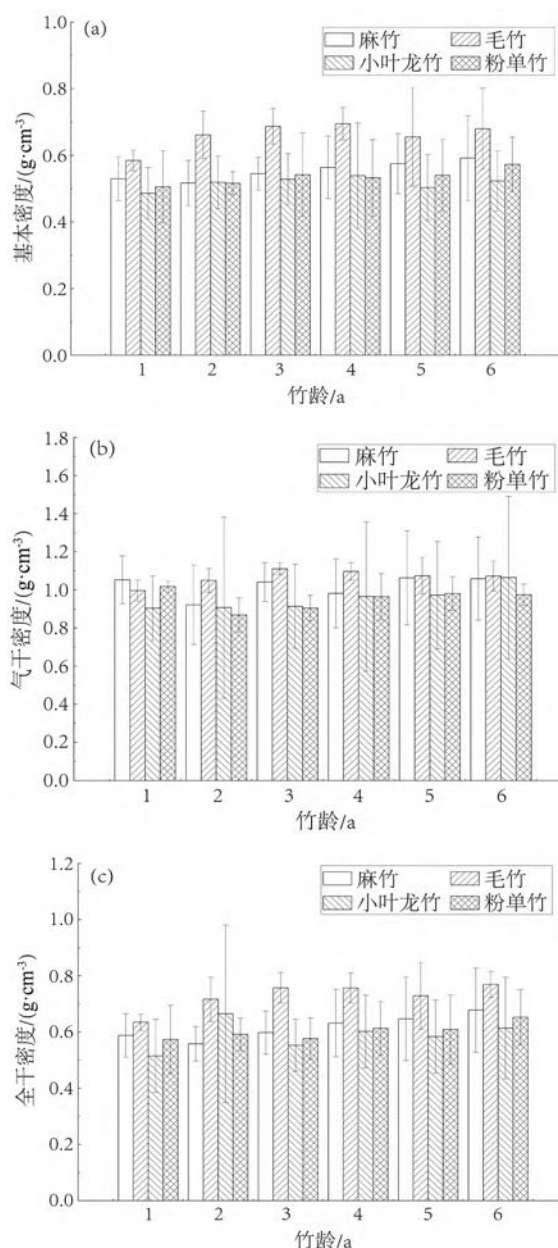 (a)
麻竹 毛竹
小叶龙竹 粉单竹
基本密度/(g·cm⁻³)
1.0
0.8
0.6
0.4
0.2
0.0
1 2 3 4 5 6
竹龄/a
(b)
麻竹 毛竹
小叶龙竹 粉单竹
气干密度/(g·cm⁻³)
1.8
1.6
1.4
1.2
1.0
0.8
0.6
0.4
0.2
0.0
1 2 3 4 5 6
竹龄/a
(c)
麻竹 毛竹
小叶龙竹 粉单竹
全干密度/(g·cm⁻³)
1.2
1.0
0.8
0.6
0.4
0.2
0.0
1 2 3 4 5 6
竹龄/a